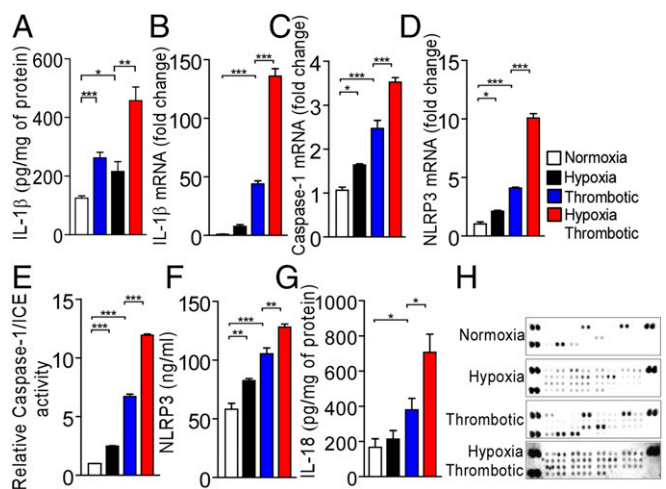 A
IL-1β (pg/mg of protein)
600
400
200
0
*
**
***
B
IL-1β mRNA (fold change)
150
100
50
0
***
***
C
Caspase-1 mRNA (fold change)
4
3
2
1
0
***
***
*
D
NLRP3 mRNA (fold change)
15
10
5
0
***
***
*
Normoxia
Hypoxia
Thrombotic
Hypoxia
Thrombotic
E
Relative Caspase-1/ICE
activity
15
12
5
2
0
***
***
***
F
NLRP3 (ng/ml)
150
100
50
0
***
**
**
G
IL-18 (pg/mg of protein)
1000
800
600
400
200
0
*
*
H
Normoxia
Hypoxia
Thrombotic
Hypoxia
Thrombotic